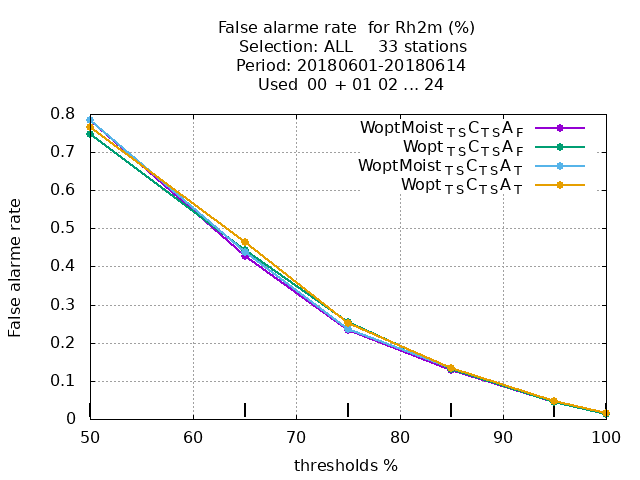 False alarme rate  for Rh2m (%)
Selection: ALL     33 stations
Period: 20180601-20180614
Used  00 + 01 02 ... 24
WoptMoist TS C TS A F
Wopt TS C TS A F
WoptMoist TS C TS A T
Wopt TS C TS A T
False alarme rate
0.8
0.7
0.6
0.5
0.4
0.3
0.2
0.1
0
50 60 70 80 90 100
thresholds %